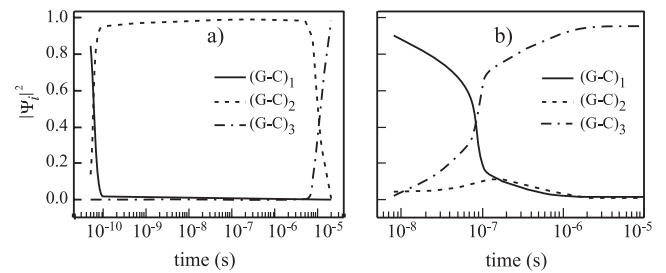 1.0
0.8
0.6
0.4
0.2
0.0
|Ψᵢ|²
a)
(G-C)₁
(G-C)₂
(G-C)₃
10⁻¹⁰ 10⁻⁹ 10⁻⁸ 10⁻⁷ 10⁻⁶ 10⁻⁵
time (s)
b)
(G-C)₁
(G-C)₂
(G-C)₃
10⁻⁸ 10⁻⁷ 10⁻⁶ 10⁻⁵
time (s)